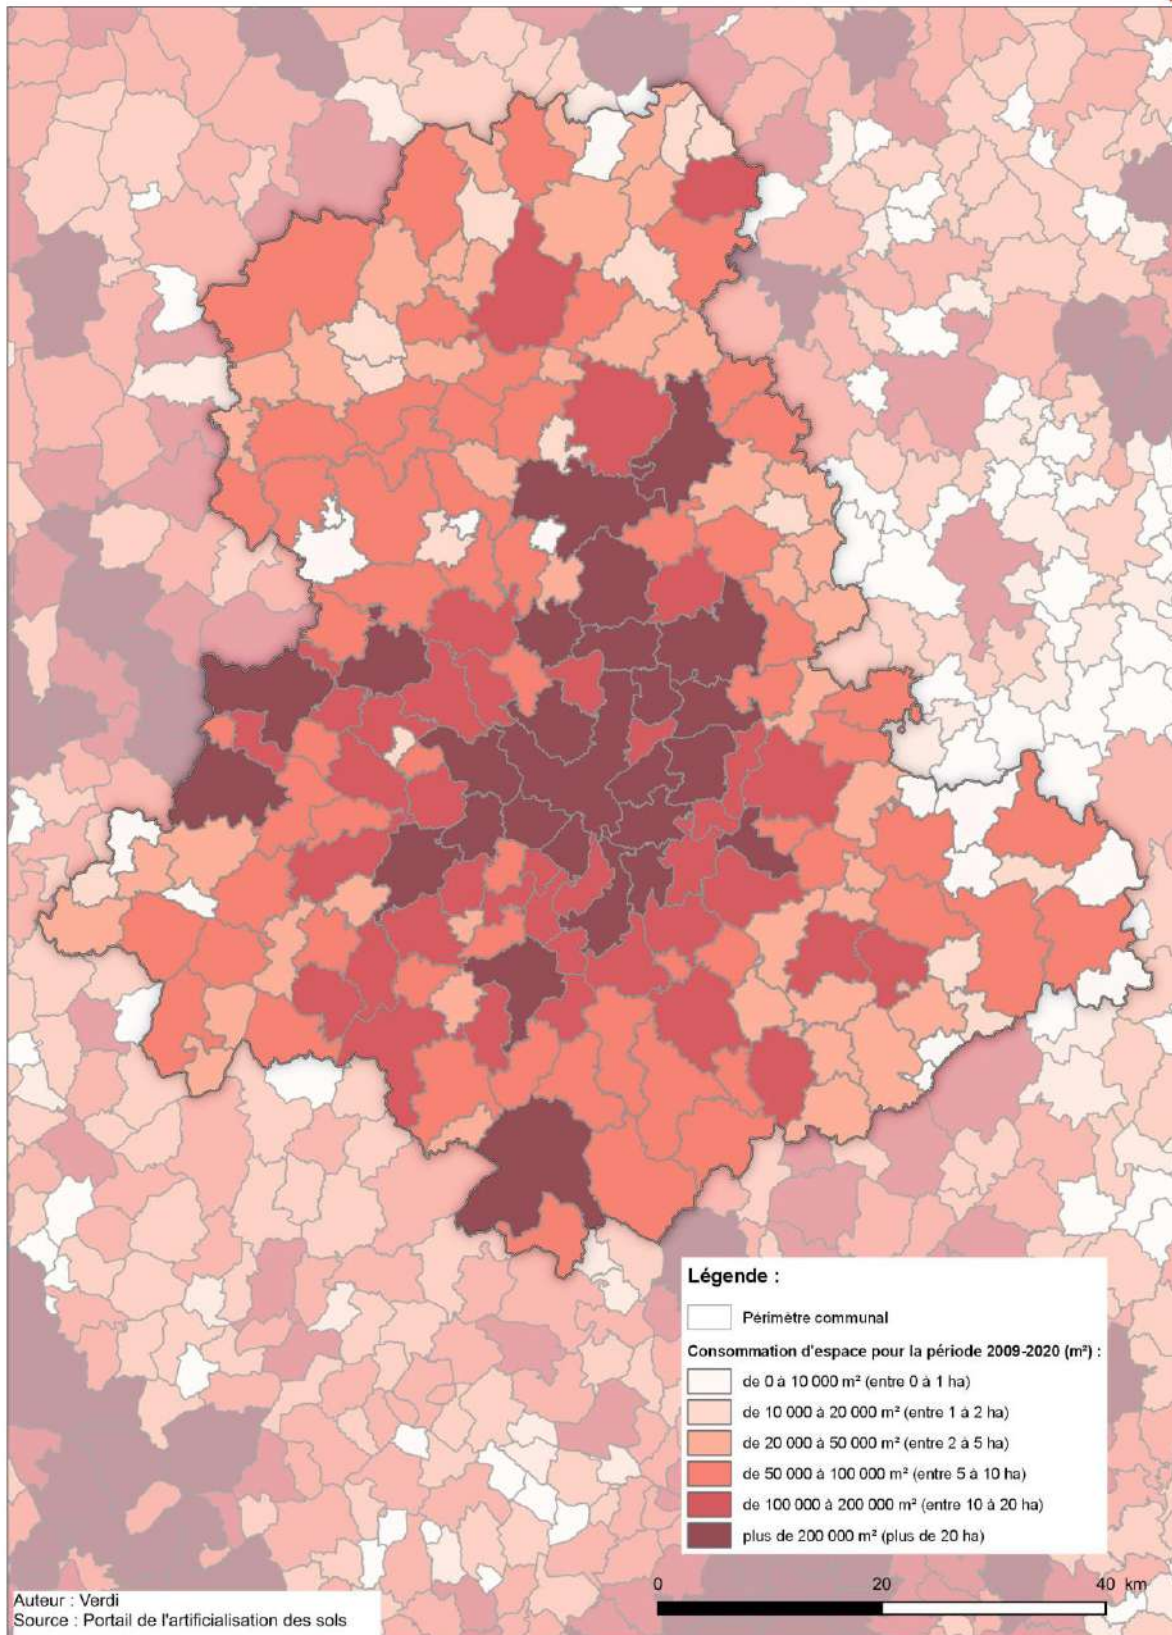 Légende :
Périmètre communal
Consommation d'espace pour la période 2009-2020 (m²) :
de 0 à 10 000 m² (entre 0 à 1 ha)
de 10 000 à 20 000 m² (entre 1 à 2 ha)
de 20 000 à 50 000 m² (entre 2 à 5 ha)
de 50 000 à 100 000 m² (entre 5 à 10 ha)
de 100 000 à 200 000 m² (entre 10 à 20 ha)
plus de 200 000 m² (plus de 20 ha)
0 20 40 km
Auteur : Verdi
Source : Portail de l'artificialisation des sols